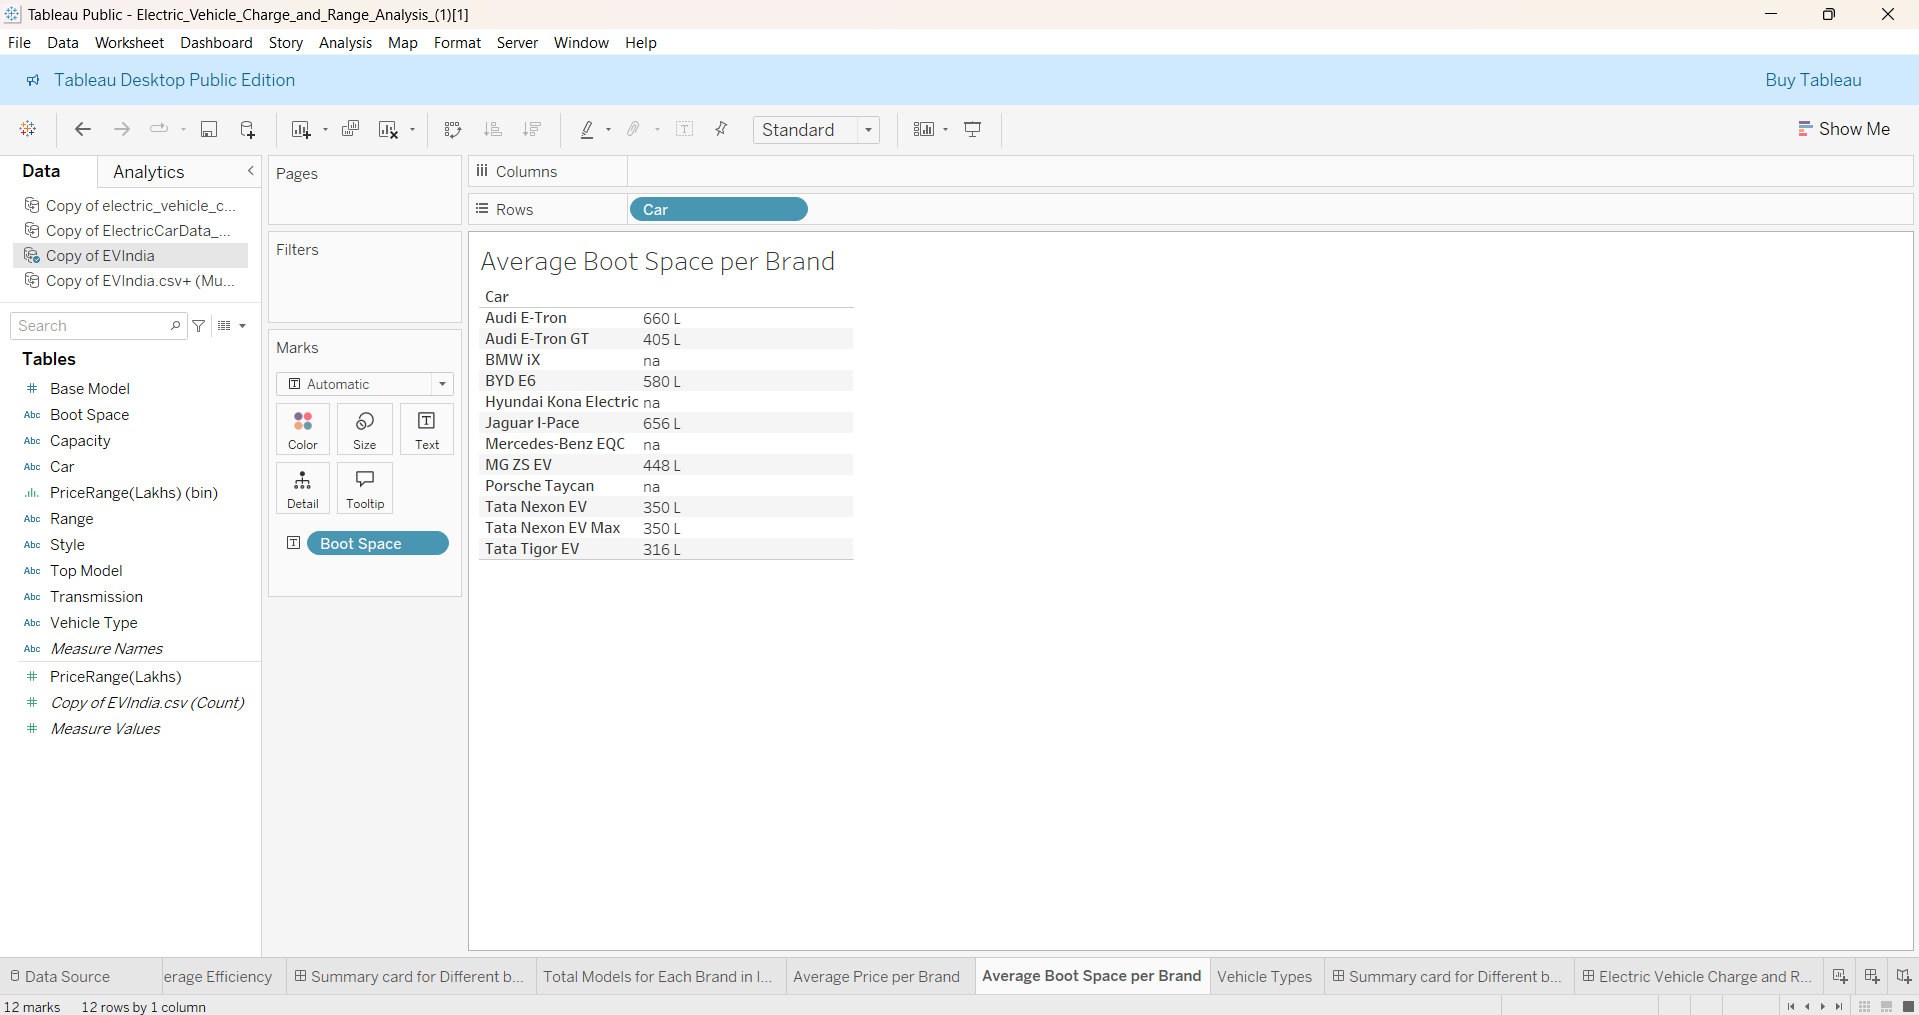 Tableau Public - Electric_Vehicle_Charge_and_Range_Analysis_(1)[1]
File Data Worksheet Dashboard Story Analysis Map Format Server Window Help
Tableau Desktop Public Edition
Buy Tableau
Standard
Show Me
Data
Analytics
Copy of electric_vehicle_c...
Copy of ElectricCarData_...
Copy of EVIndia
Copy of EVIndia.csv+ (Mu...
Search
Tables
# Base Model
Abc Boot Space
Abc Capacity
Abc Car
PriceRange(Lakhs) (bin)
Abc Range
Abc Style
Abc Top Model
Abc Transmission
Abc Vehicle Type
Abc Measure Names
# PriceRange(Lakhs)
# Copy of EVIndia.csv (Count)
# Measure Values
Pages
Filters
Marks
T Automatic
Color
Size
T Text
Detail
Tooltip
T Boot Space
Columns
Rows
Car
Average Boot Space per Brand
Car
Audi E-Tron 660 L
Audi E-Tron GT 405 L
BMW iX na
BYD E6 580 L
Hyundai Kona Electric na
Jaguar I-Pace 656 L
Mercedes-Benz EQC na
MG ZS EV 448 L
Porsche Taycan na
Tata Nexon EV 350 L
Tata Nexon EV Max 350 L
Tata Tigor EV 316 L
Data Source
erage Efficiency
Summary card for Different b...
Total Models for Each Brand in I...
Average Price per Brand
Average Boot Space per Brand
Vehicle Types
Summary card for Different b...
Electric Vehicle Charge and R...
12 marks 12 rows by 1 column